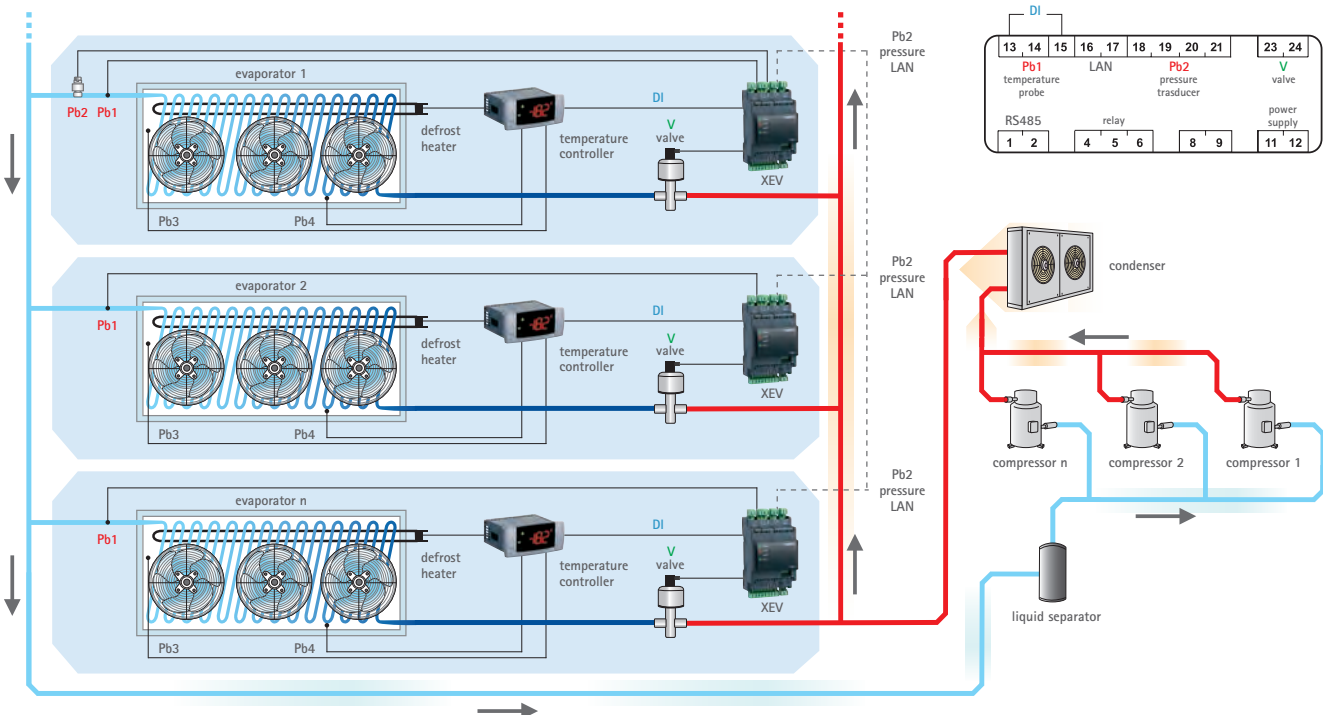 evaporator 1
Pb2 Pb1
Pb3
Pb4
defrost
heater
temperature
controller
DI
V
valve
XEV
Pb2
pressure
LAN
evaporator 2
Pb1
Pb3
Pb4
defrost
heater
temperature
controller
DI
V
valve
XEV
Pb2
pressure
LAN
evaporator n
Pb1
Pb3
Pb4
defrost
heater
temperature
controller
DI
V
valve
XEV
Pb2
pressure
LAN
DI
13 14 15 16 17 18 19 20 21 23 24
Pb1 LAN Pb2 V
temperature
probe
pressure
trasducer
valve
power
supply
RS485 relay
1 2 4 5 6 8 9 11 12
condenser
compressor n compressor 2 compressor 1
liquid separator